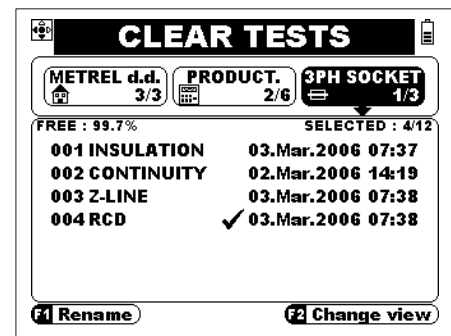 CLEAR TESTS
METREL d.d. PRODUCT. 3PH SOCKET
3/3 2/6 1/3
FREE : 99.7% SELECTED : 4/12
001 INSULATION 03.Mar.2006 07:37
002 CONTINUITY 02.Mar.2006 14:19
003 Z-LINE 03.Mar.2006 07:38
004 RCD 03.Mar.2006 07:38
F1 Rename F2 Change view